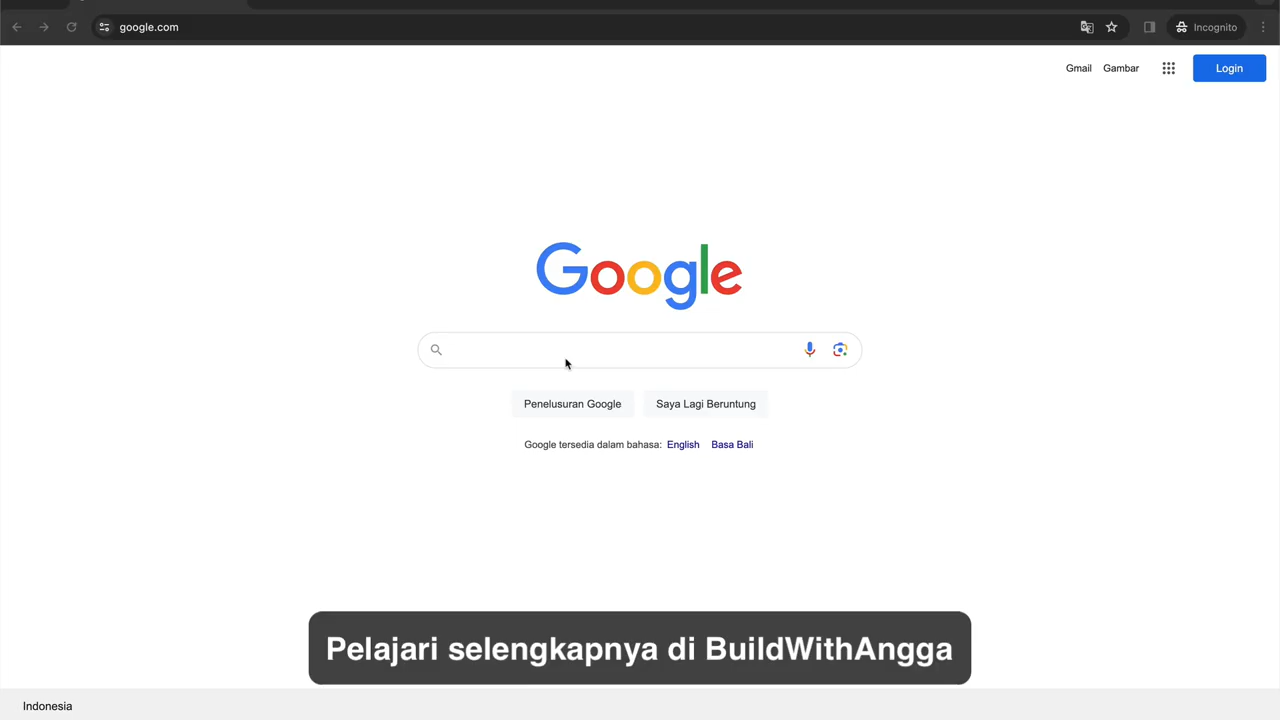 google.com
Incognito
Gmail Gambar Login
Google
Penelusuran Google Saya Lagi Beruntung
Google tersedia dalam bahasa: English Basa Bali
Pelajari selengkapnya di BuildWithAngga
Indonesia